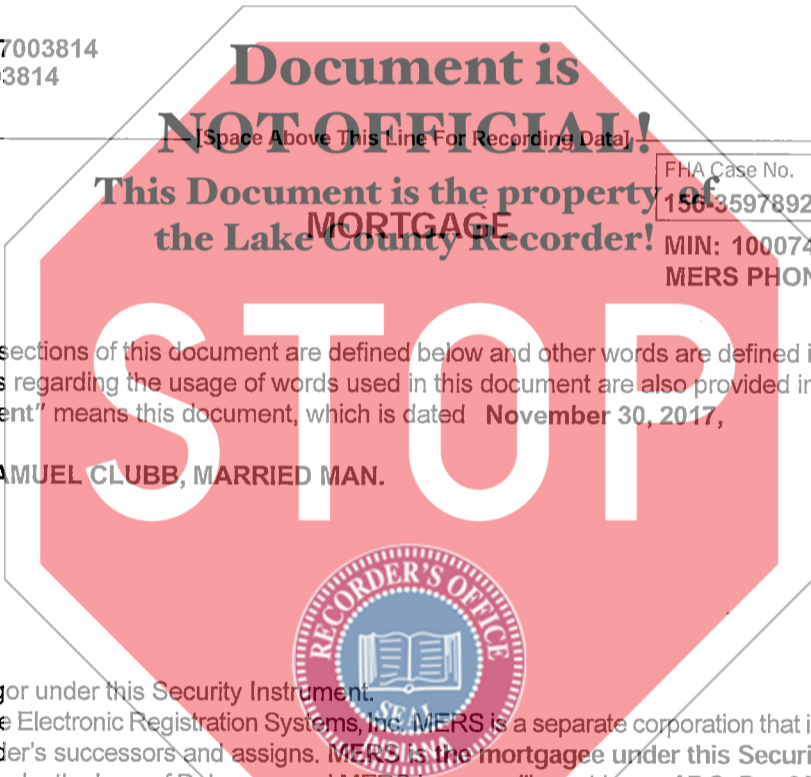 7003814
3814
Document is
NOT OFFICIAL!
[Space Above This Line For Recording Data]
This Document is the property of
the Lake County Recorder!
FHA Case No.
156-3597892
MORTGAGE
MIN: 100074
MERS PHON
STOP
sections of this document are defined below and other words are defined i
s regarding the usage of words used in this document are also provided in
ent" means this document, which is dated November 30, 2017,
AMUEL CLUBB, MARRIED MAN.
RECORDER'S OFFICE
SEAL
gor under this Security Instrument.
e Electronic Registration Systems, Inc. MERS is a separate corporation that i
der's successors and assigns. MERS is the mortgagee under this Securi